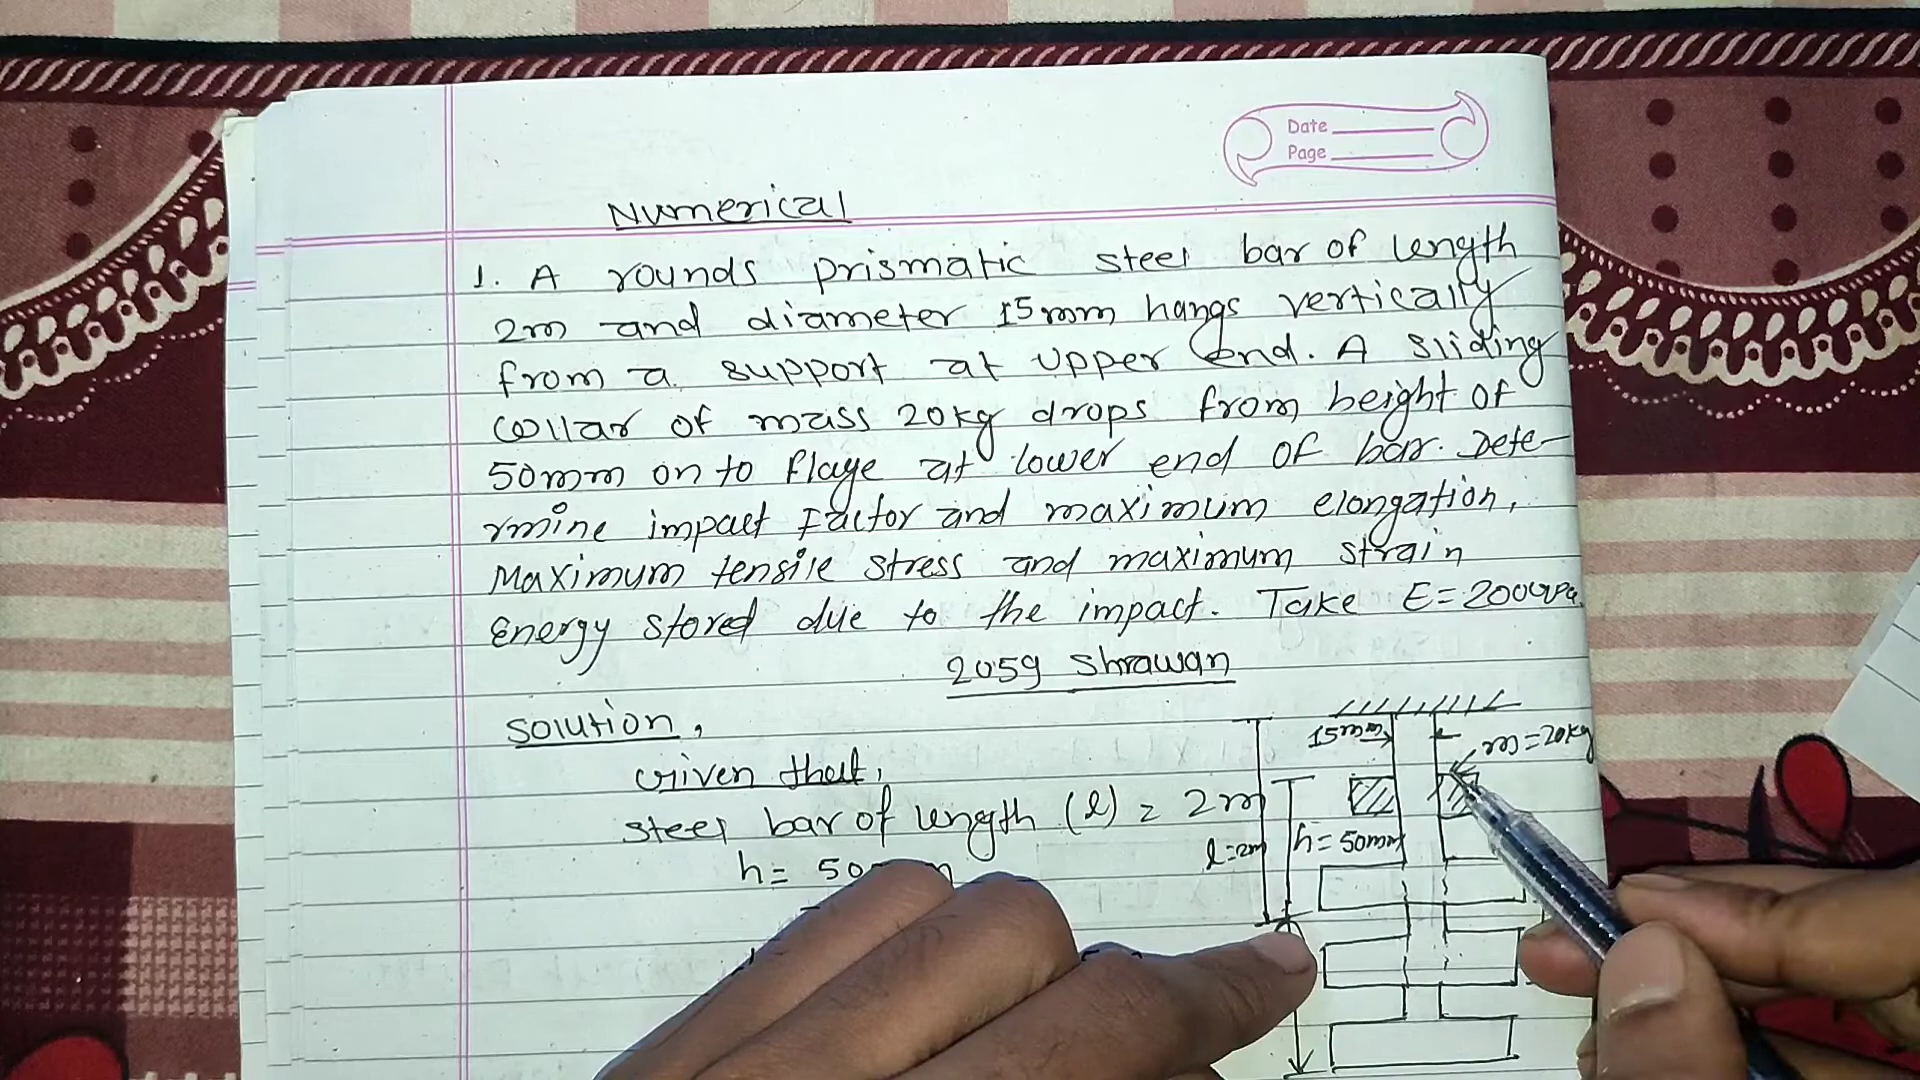 Date
Page
Numerical
1. A rounds prismatic steel bar of length
2m and diameter 15mm hangs vertically
from a support at upper end. A sliding
collar of mass 20kg drops from height of
50mm on to flage at lower end of bar. Dete-
rmine impact Factor and maximum elongation,
Maximum tensile stress and maximum strain
Energy stored due to the impact. Take E=200GPa.
2059 Shrawan
Solution,
Given that,
steel bar of length (l) = 2m
15mm
m=20kg
h=50mm
l=2m
h= 50